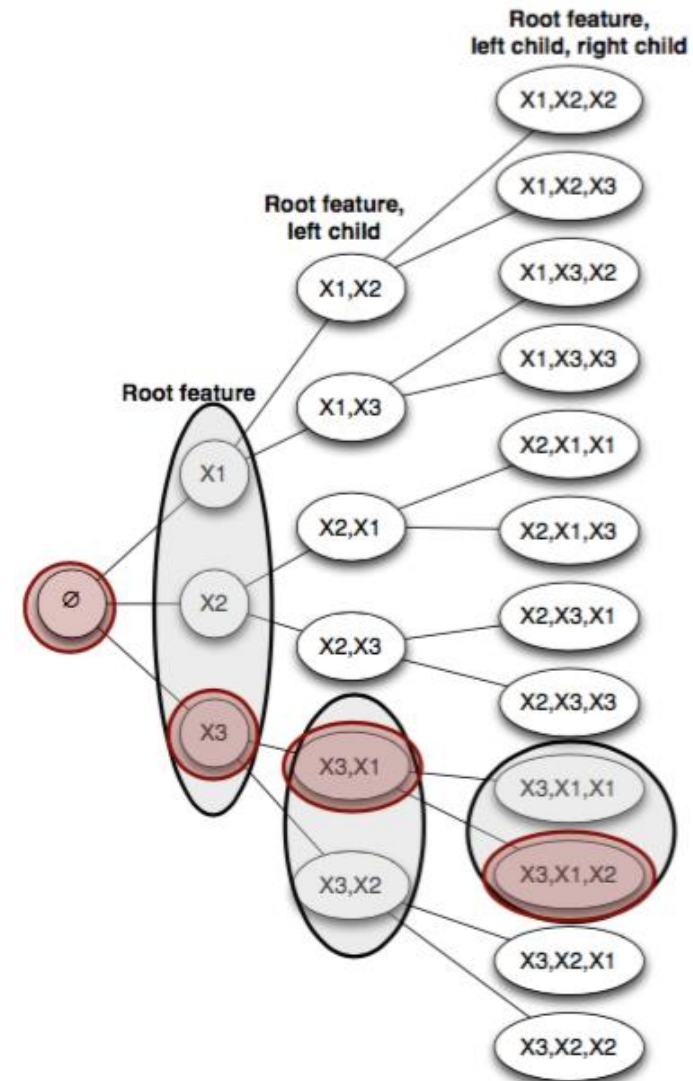 Root feature,
left child, right child
X1,X2,X2
X1,X2,X3
Root feature,
left child
X1,X3,X2
X1,X2
X1,X3,X3
Root feature
X1,X3
X2,X1,X1
X1
X2,X1
X2,X1,X3
∅
X2
X2,X3,X1
X2,X3
X2,X3,X3
X3
X3,X1
X3,X1,X1
X3,X1,X2
X3,X2
X3,X2,X1
X3,X2,X2